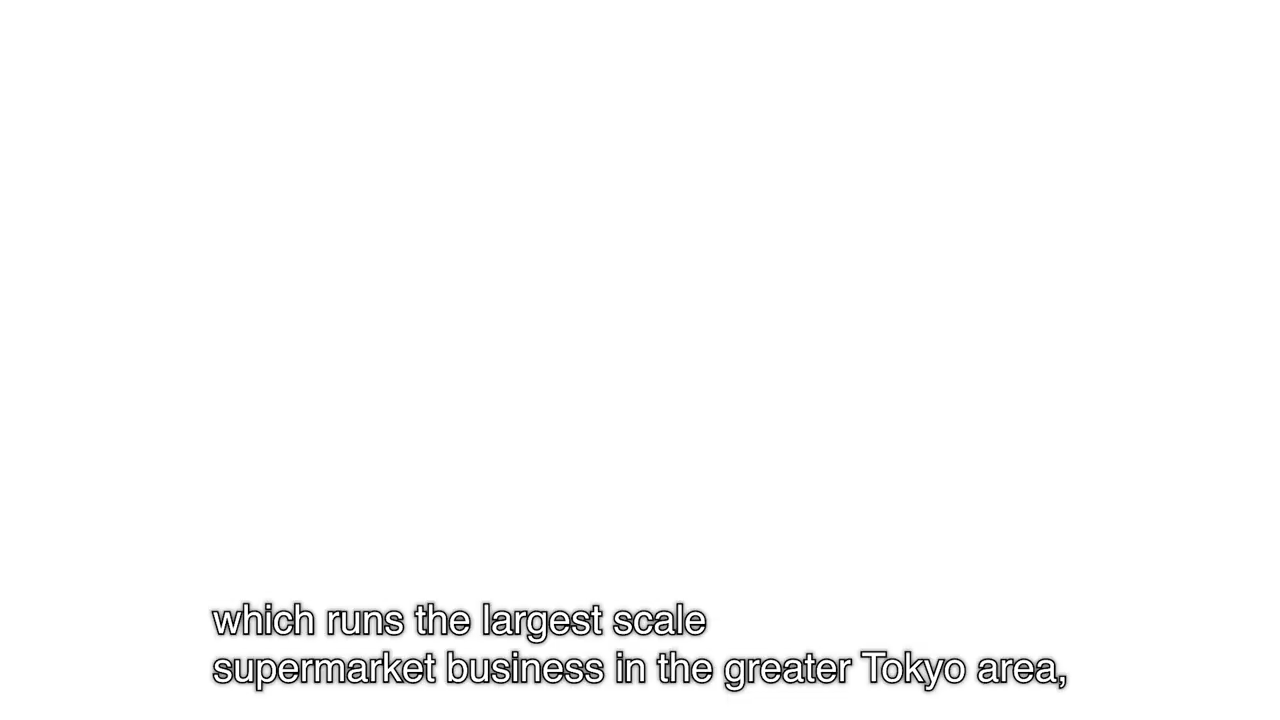 which runs the largest scale
supermarket business in the greater Tokyo area,